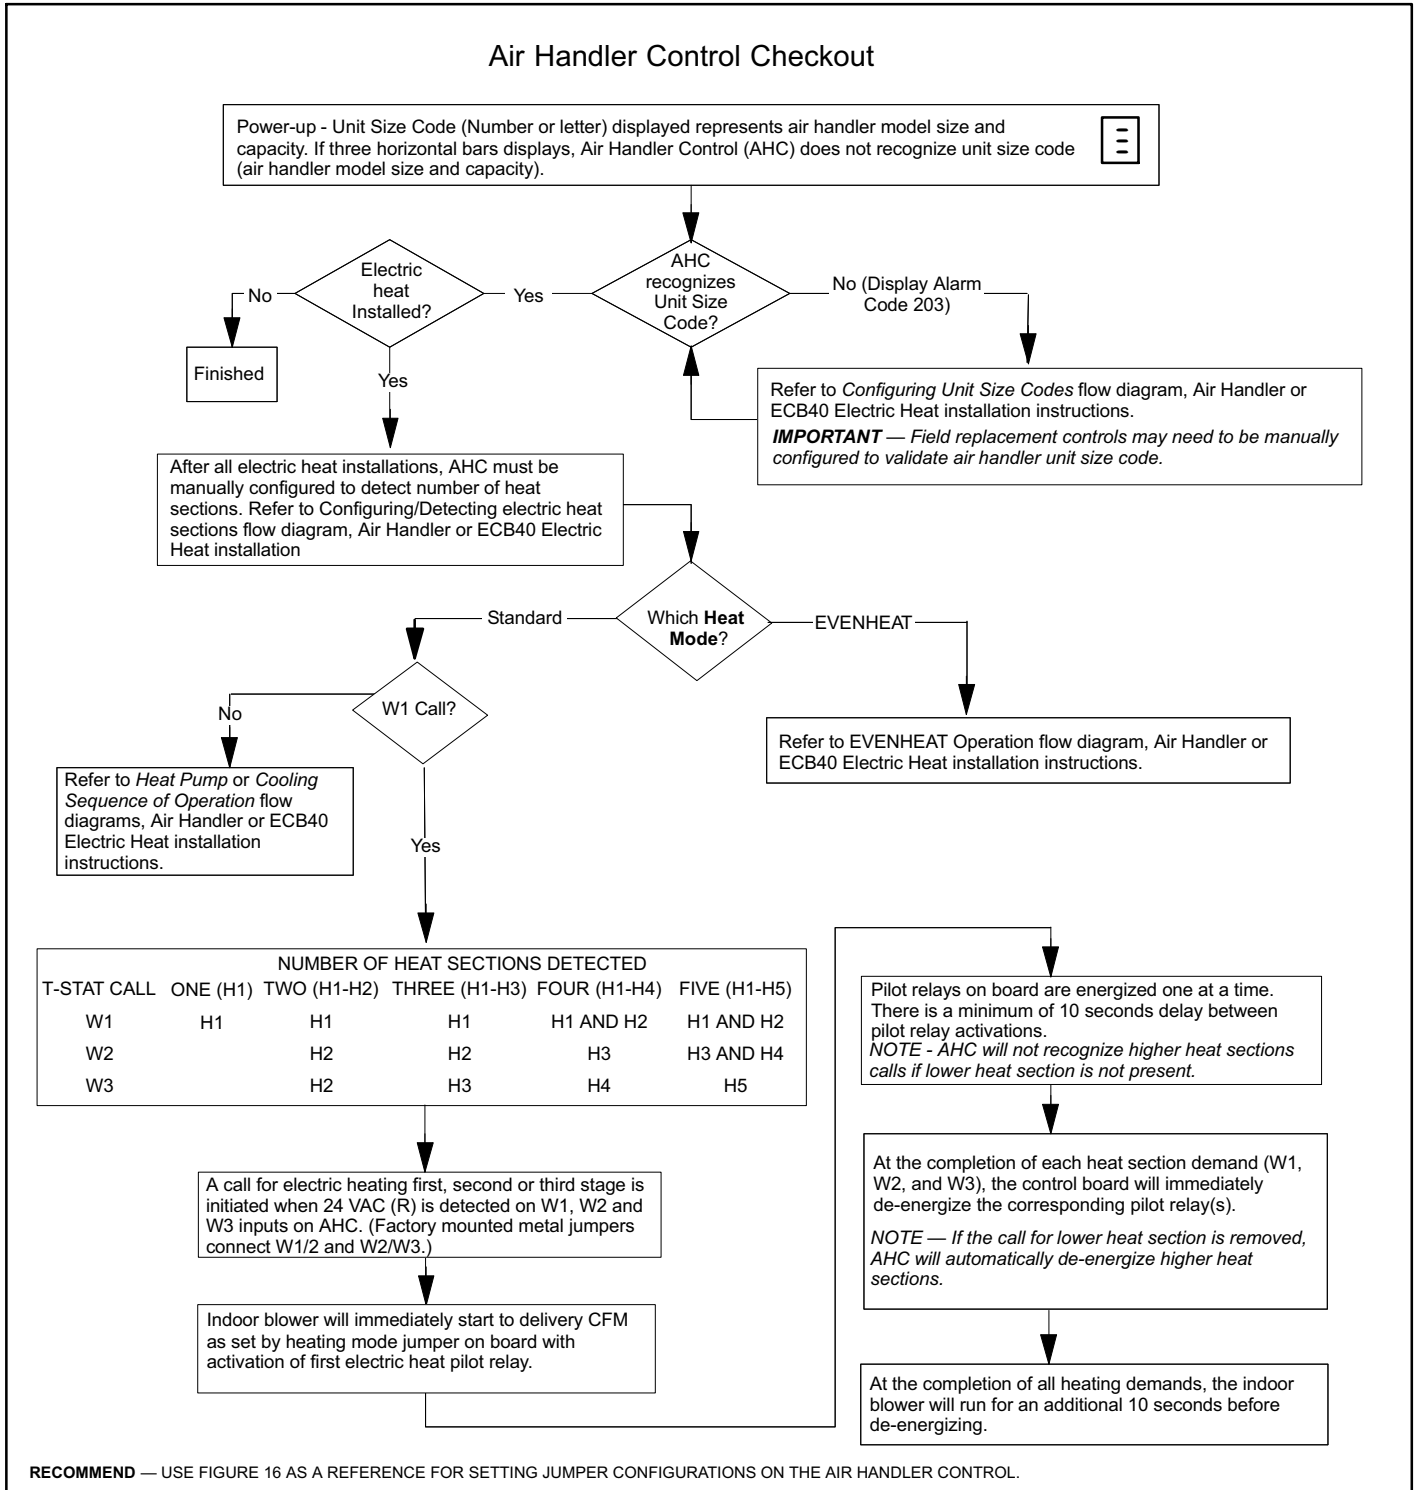 Air Handler Control Checkout
Power-up - Unit Size Code (Number or letter) displayed represents air handler model size and
capacity. If three horizontal bars displays, Air Handler Control (AHC) does not recognize unit size code
(air handler model size and capacity).
AHC
recognizes
Unit Size
Code?
No (Display Alarm
Code 203)
Yes
Electric
heat
Installed?
No
Finished
Yes
Refer to Configuring Unit Size Codes flow diagram, Air Handler or
ECB40 Electric Heat installation instructions.
IMPORTANT — Field replacement controls may need to be manually
configured to validate air handler unit size code.
After all electric heat installations, AHC must be
manually configured to detect number of heat
sections. Refer to Configuring/Detecting electric heat
sections flow diagram, Air Handler or ECB40 Electric
Heat installation
Which Heat
Mode?
Standard
EVENHEAT
W1 Call?
No
Refer to EVENHEAT Operation flow diagram, Air Handler or
ECB40 Electric Heat installation instructions.
Refer to Heat Pump or Cooling
Sequence of Operation flow
diagrams, Air Handler or ECB40
Electric Heat installation
instructions.
Yes
NUMBER OF HEAT SECTIONS DETECTED
T-STAT CALL ONE (H1) TWO (H1-H2) THREE (H1-H3) FOUR (H1-H4) FIVE (H1-H5)
W1 H1 H1 H1 H1 AND H2 H1 AND H2
W2 H2 H2 H3 H3 AND H4
W3 H2 H3 H4 H5
A call for electric heating first, second or third stage is
initiated when 24 VAC (R) is detected on W1, W2 and
W3 inputs on AHC. (Factory mounted metal jumpers
connect W1/2 and W2/W3.)
Indoor blower will immediately start to delivery CFM
as set by heating mode jumper on board with
activation of first electric heat pilot relay.
Pilot relays on board are energized one at a time.
There is a minimum of 10 seconds delay between
pilot relay activations.
NOTE - AHC will not recognize higher heat sections
calls if lower heat section is not present.
At the completion of each heat section demand (W1,
W2, and W3), the control board will immediately
de-energize the corresponding pilot relay(s).
NOTE — If the call for lower heat section is removed,
AHC will automatically de-energize higher heat
sections.
At the completion of all heating demands, the indoor
blower will run for an additional 10 seconds before
de-energizing.
RECOMMEND — USE FIGURE 16 AS A REFERENCE FOR SETTING JUMPER CONFIGURATIONS ON THE AIR HANDLER CONTROL.